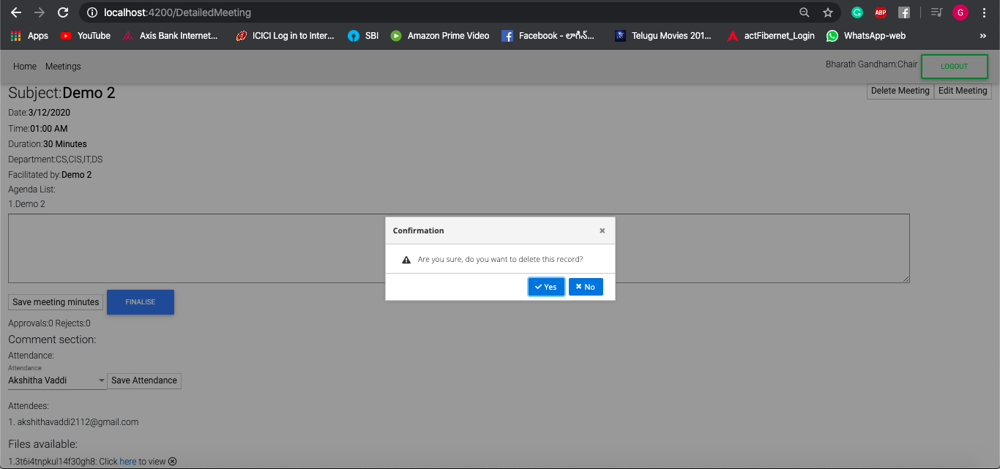 localhost:4200/DetailedMeeting
ABP
G
Apps YouTube Axis Bank Internet... ICICI Log in to Inter... SBI Amazon Prime Video Facebook - లాగిన్... Telugu Movies 201... actFibernet_Login WhatsApp-web »
Home Meetings Bharath Gandham:Chair LOGOUT
Subject:Demo 2 Delete Meeting Edit Meeting
Date:3/12/2020
Time:01:00 AM
Duration:30 Minutes
Department:CS,CIS,IT,DS
Facilitated by:Demo 2
Agenda List:
1.Demo 2
Confirmation
Are you sure, do you want to delete this record?
Yes No
Save meeting minutes FINALISE
Approvals:0 Rejects:0
Comment section:
Attendance:
Attendance
Akshitha Vaddi Save Attendance
Attendees:
1. akshithavaddi2112@gmail.com
Files available:
1.3t6i4tnpkul14f30gh8: Click here to view